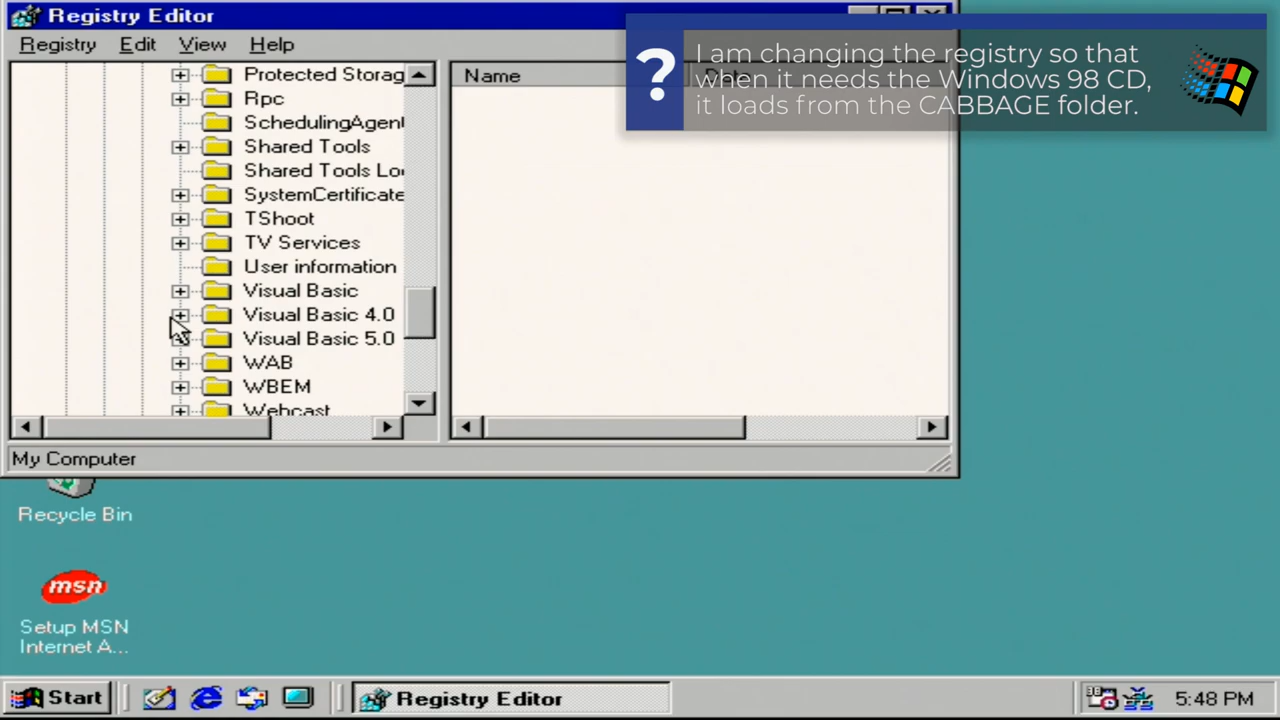 Registry Editor
Registry Edit View Help
I am changing the registry so that
when it needs the Windows 98 CD,
it loads from the CABBAGE folder.
Protected Storag
Rpc
SchedulingAgent
Shared Tools
Shared Tools Lo
SystemCertificate
TShoot
TV Services
User information
Visual Basic
Visual Basic 4.0
Visual Basic 5.0
WAB
WBEM
Webcast
Name
My Computer
Recycle Bin
msn
Setup MSN
Internet A...
Start
Registry Editor
5:48 PM